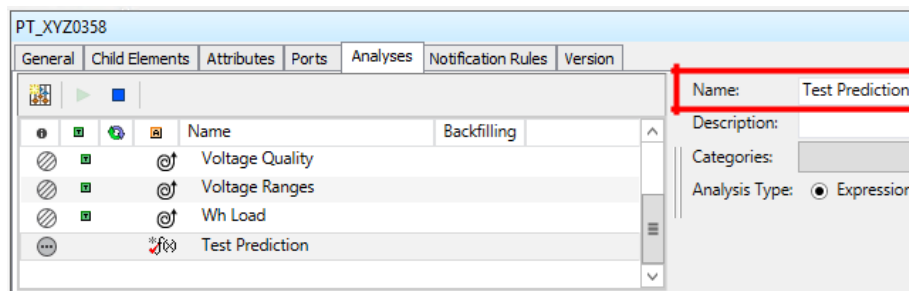 PT_XYZ0358
General Child Elements Attributes Ports Analyses Notification Rules Version
Name: Test Prediction
Name Backfilling
Description:
Voltage Quality
Categories:
Voltage Ranges
Analysis Type: Expression
Wh Load
f(x) Test Prediction